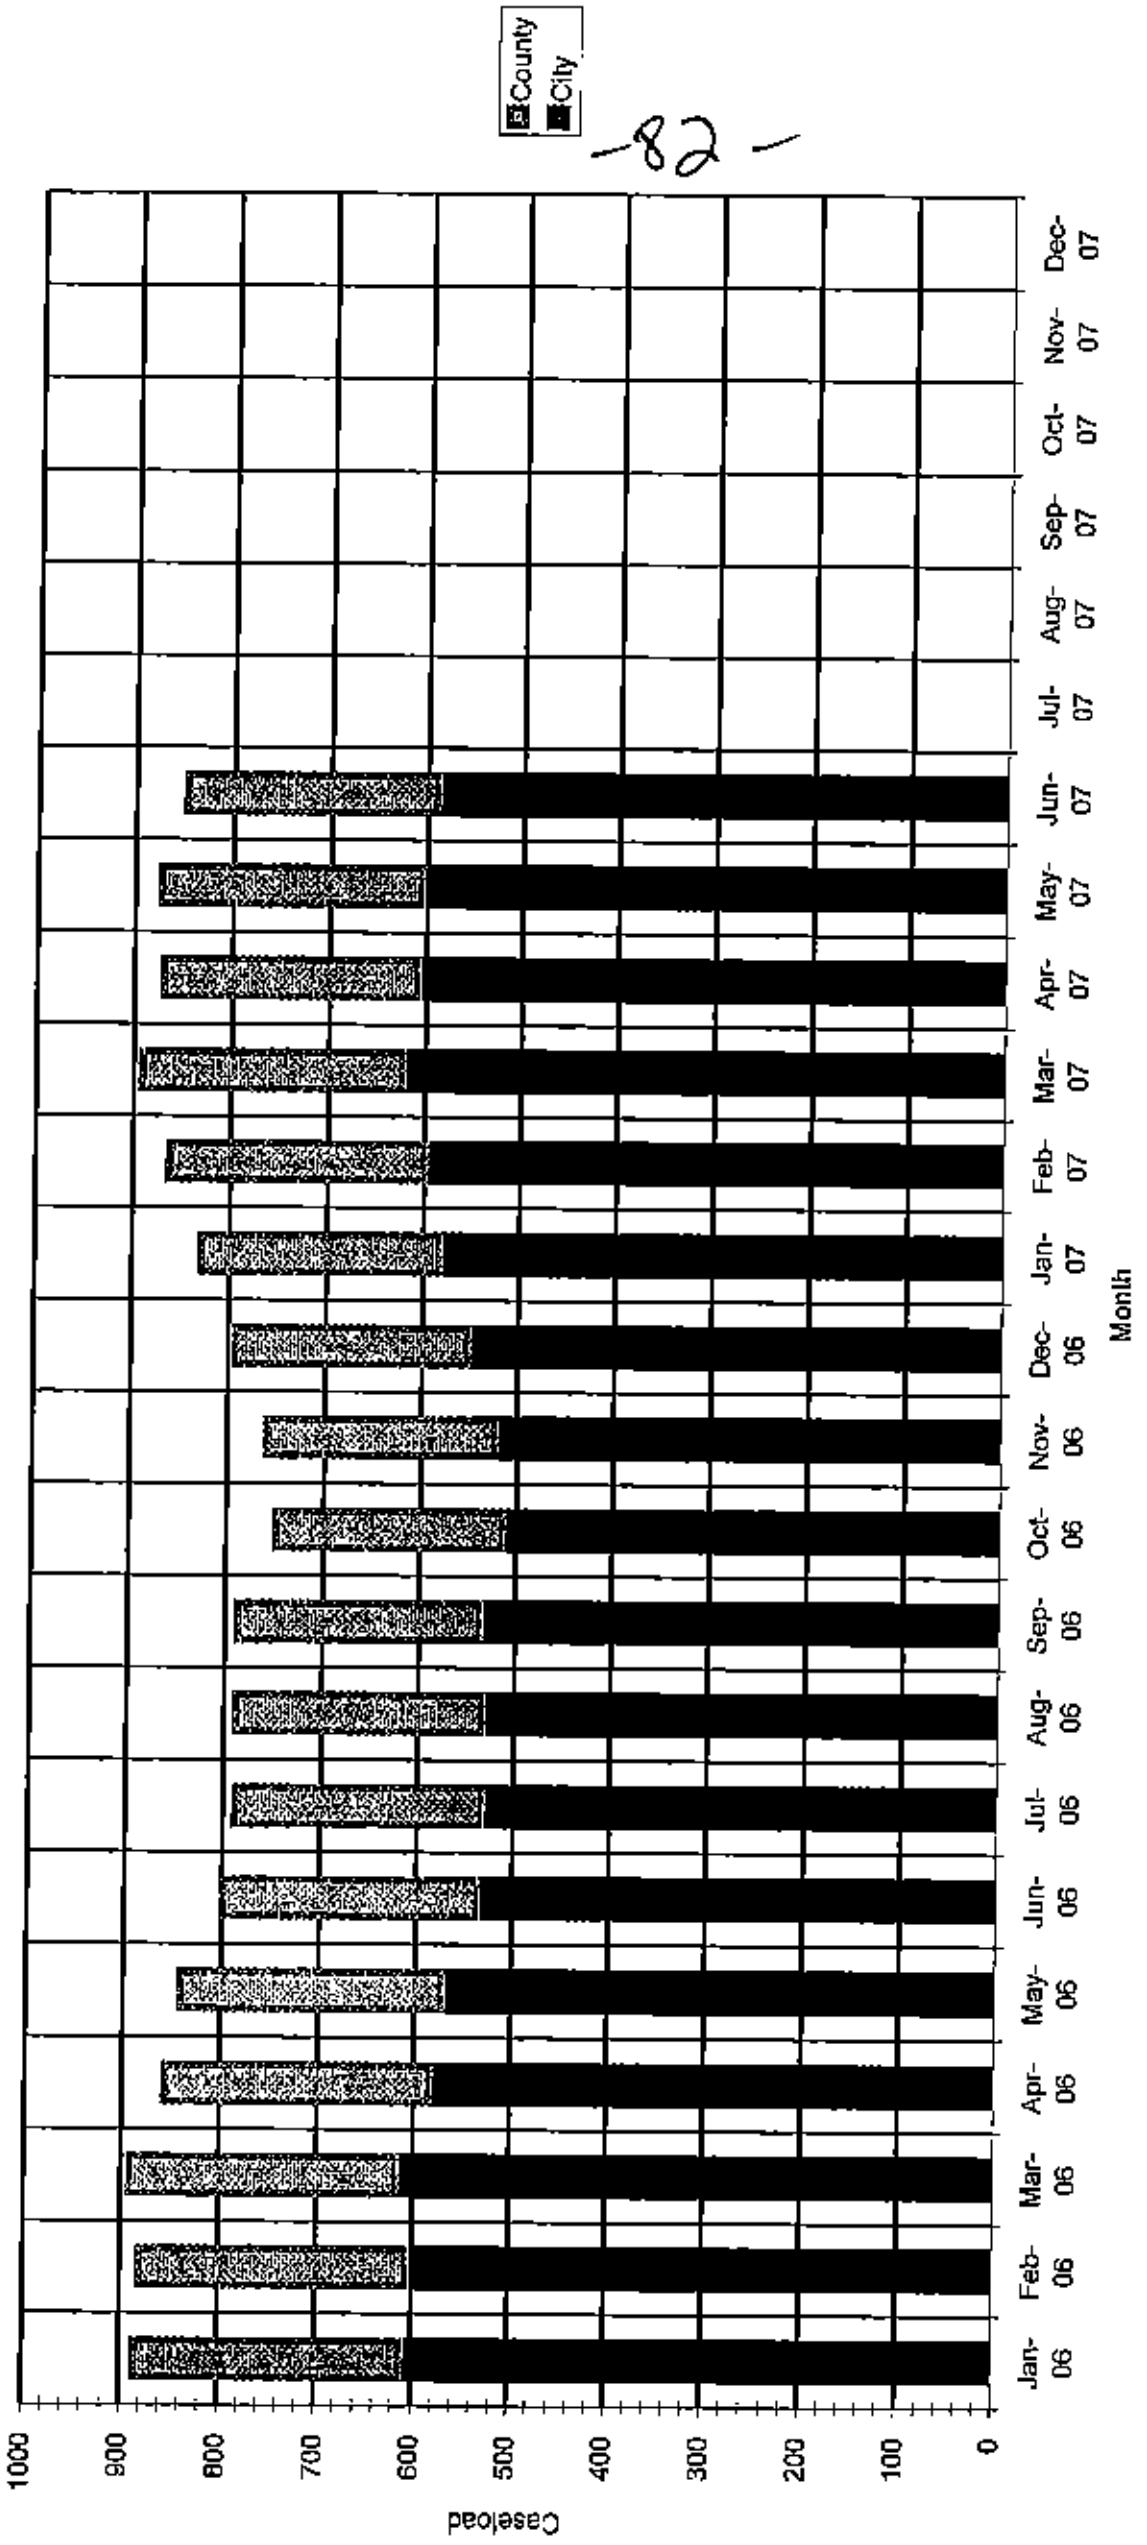 1000
900
800
700
600
500
400
300
200
100
0
Caseload
Jan-
06
Feb-
06
Mar-
06
Apr-
06
May-
06
Jun-
06
Jul-
06
Aug-
06
Sep-
06
Oct-
06
Nov-
06
Dec-
06
Jan-
07
Feb-
07
Mar-
07
Apr-
07
May-
07
Jun-
07
Jul-
07
Aug-
07
Sep-
07
Oct-
07
Nov-
07
Dec-
07
Month
County
City
-82-